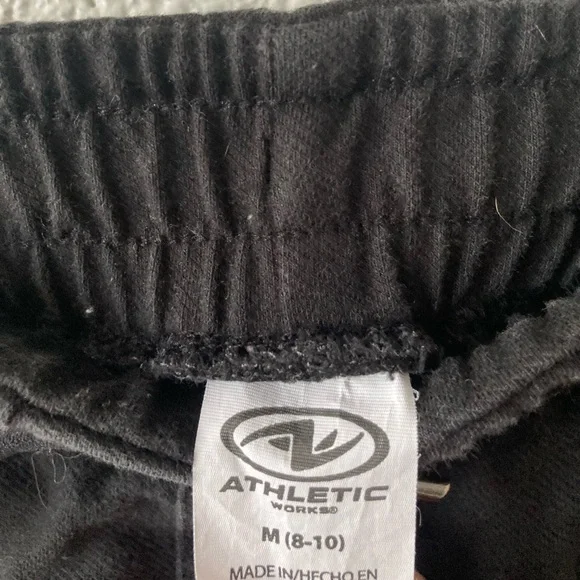 ATHLETIC
WORKS®
M (8-10)
MADE IN/HECHO EN